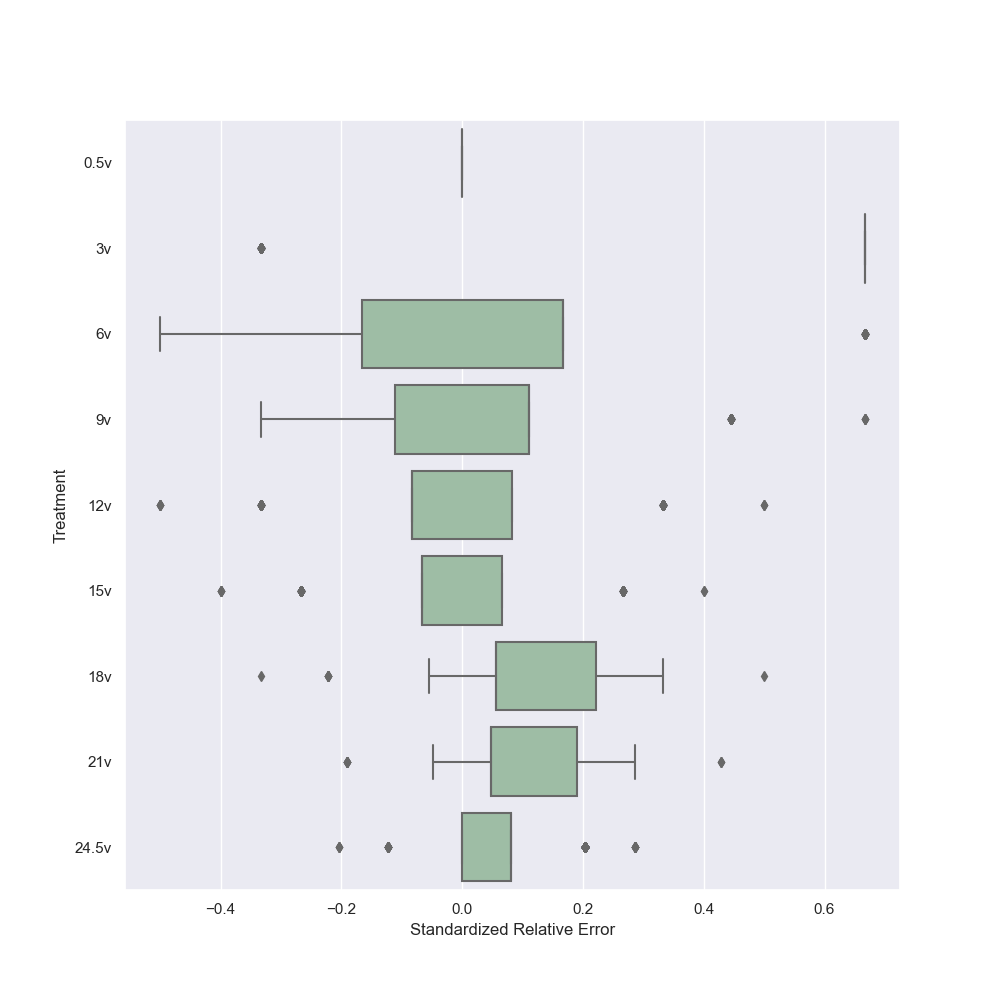 0.5v
3v
6v
9v
12v
15v
18v
21v
24.5v
Treatment
−0.4 −0.2 0.0 0.2 0.4 0.6
Standardized Relative Error